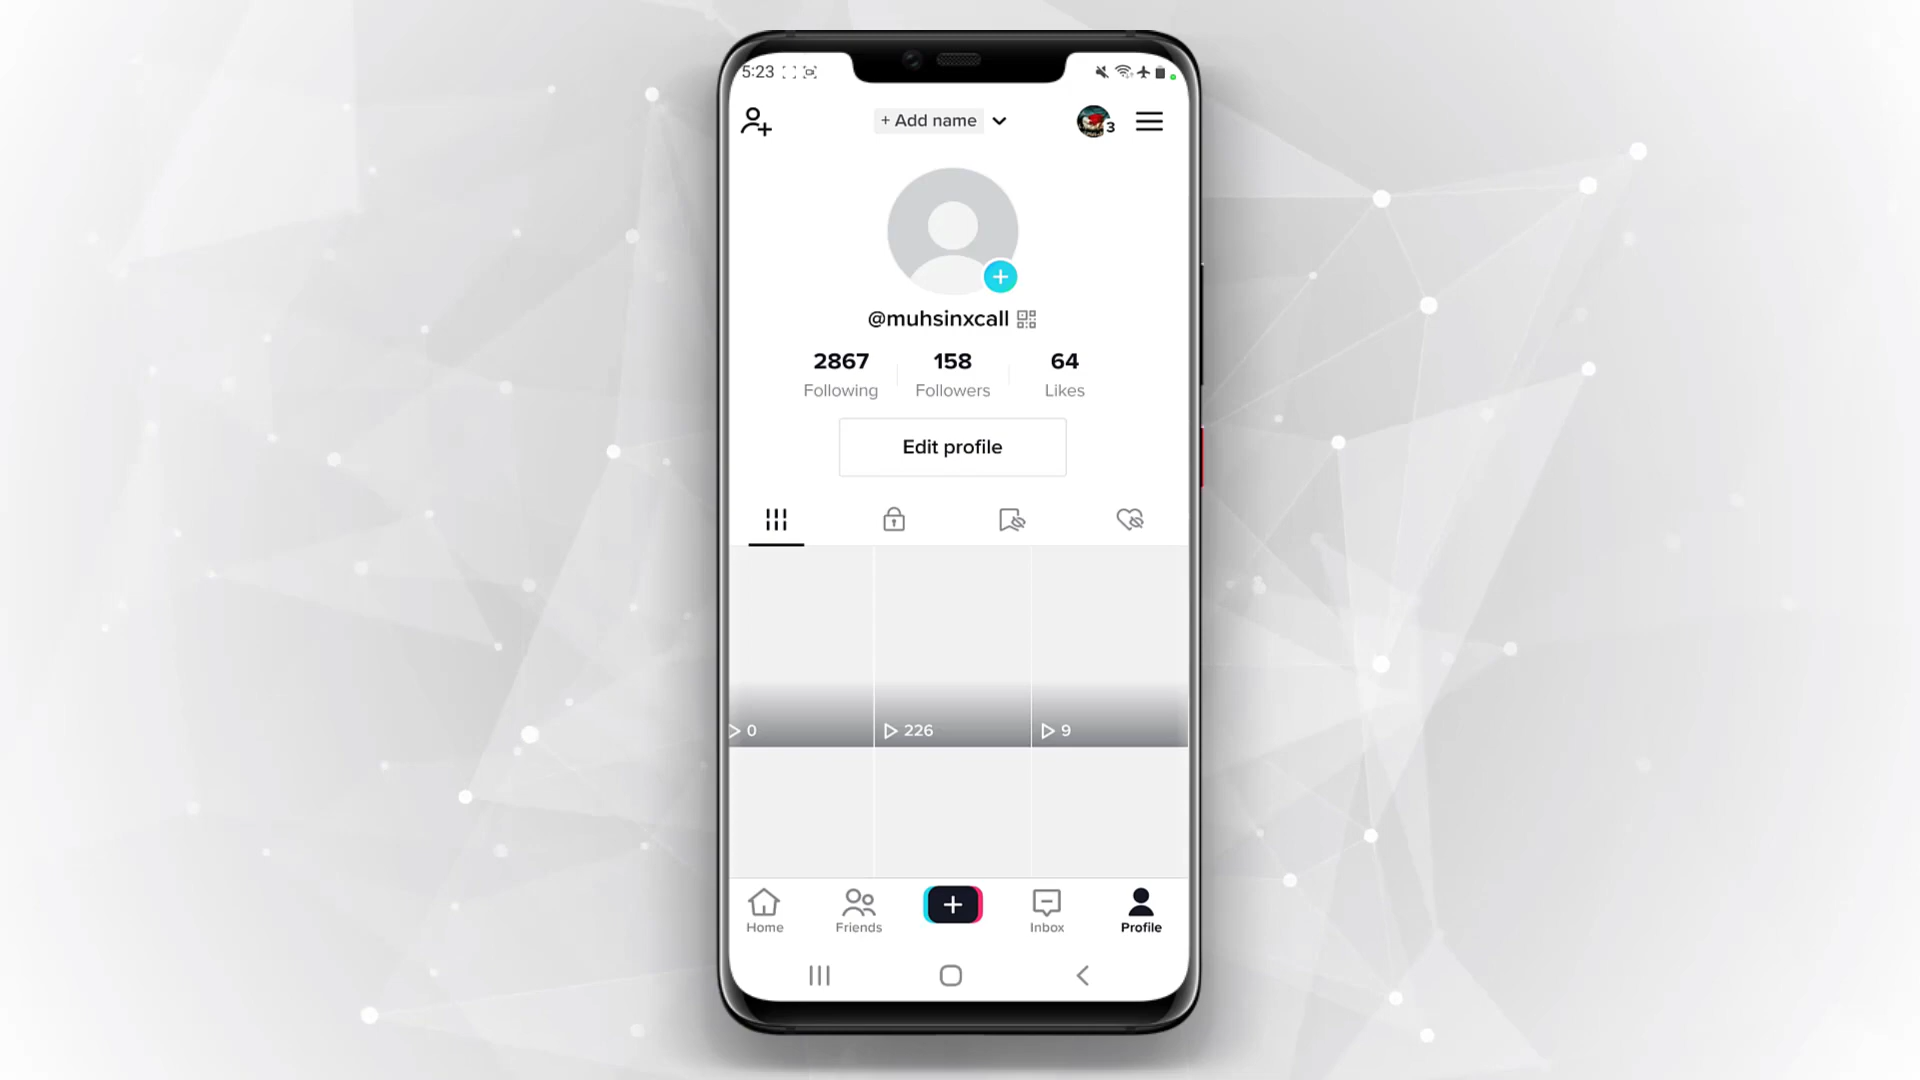 5:23
+ Add name
3
@muhsinxcall
2867 158 64
Following Followers Likes
Edit profile
0 226 9
Home Friends Inbox Profile